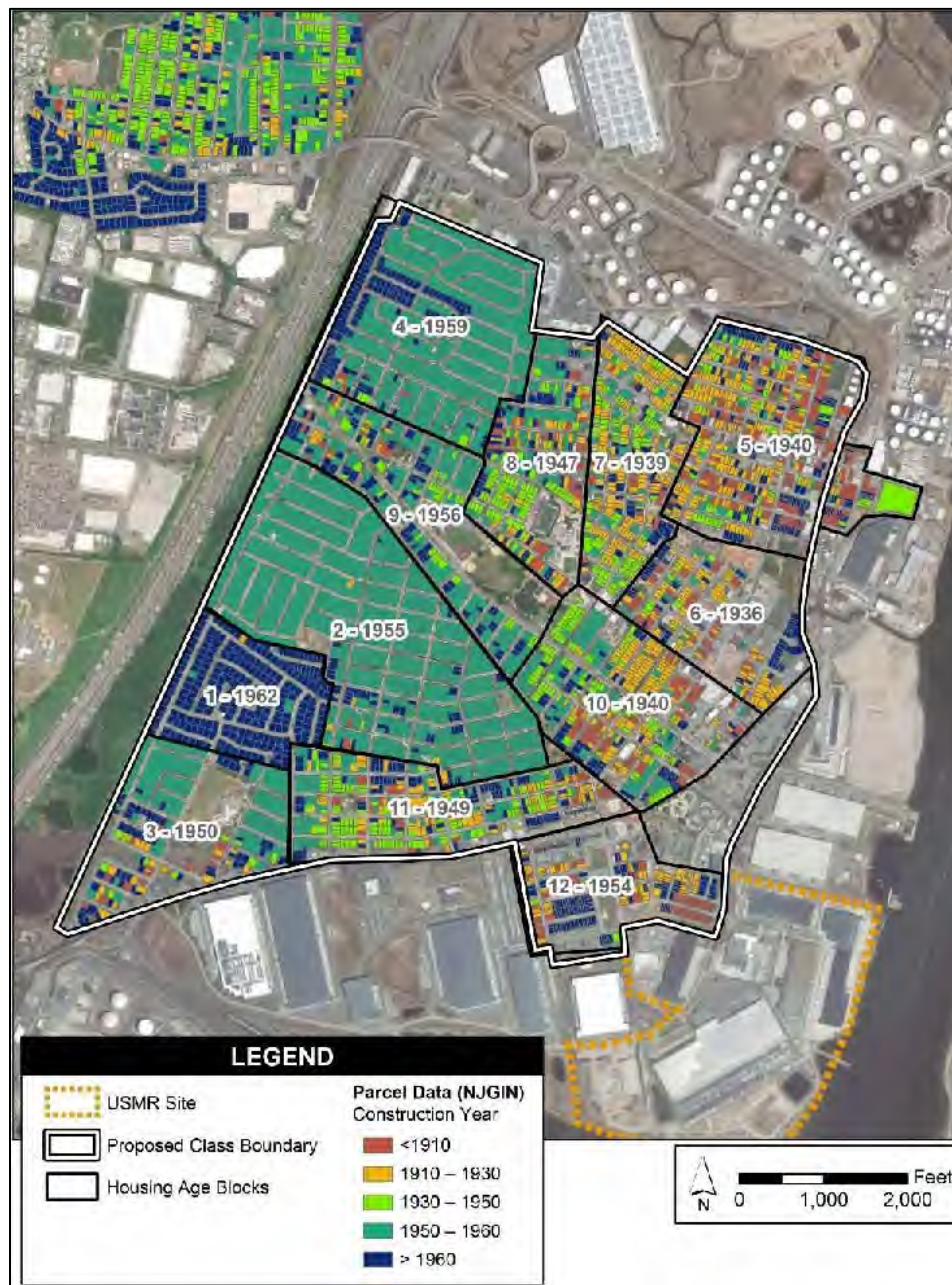 4 - 1959
5 - 1940
8 - 1947
7 - 1939
9 - 1956
6 - 1936
2 - 1955
1 - 1962
10 - 1940
11 - 1949
3 - 1950
12 - 1954
LEGEND
USMR Site
Proposed Class Boundary
Housing Age Blocks
Parcel Data (NJGIN)
Construction Year
<1910
1910 – 1930
1930 – 1950
1950 – 1960
> 1960
N
Feet
0 1,000 2,000